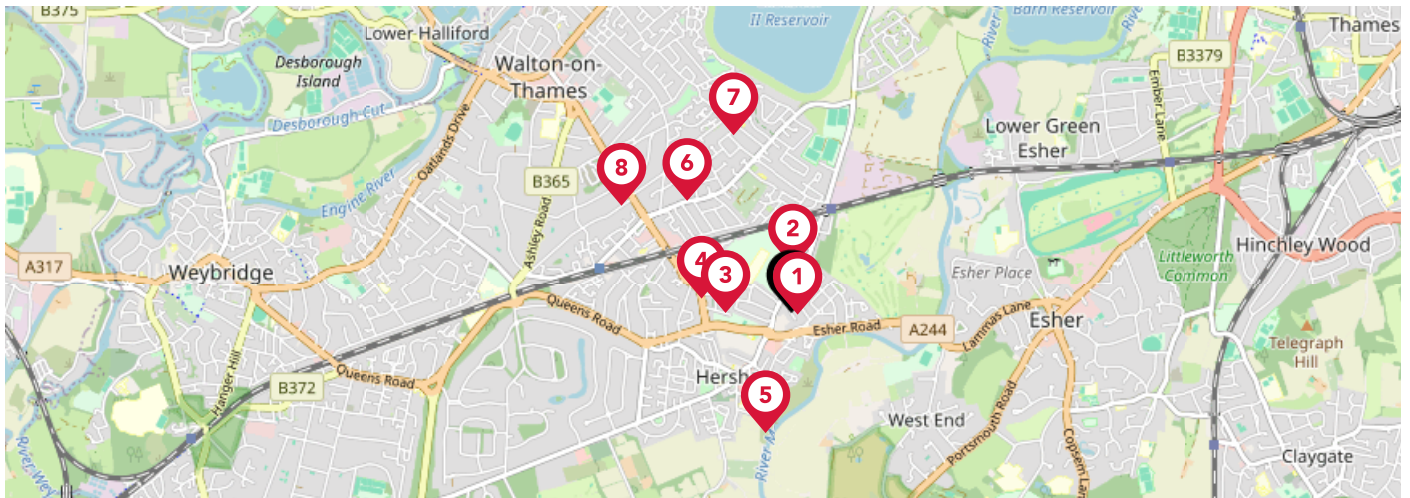 B375
Lower Halliford
Desborough
Island
Desborough Cut
Walton-on-
Thames
II Reservoir
Barn Reservoir
River
Thames
B3379
Ember Lane
Lower Green
Esher
Oatlands Drive
Engine River
B365
Ashley Road
7
6
8
2
4
3
1
5
A317
Weybridge
Queens Road
Esher Road
A244
Esher Place
Lammas Lane
Esher
Littleworth
Common
Hinchley Wood
Telegraph
Hill
Hanger Hill
B372
Queens Road
West End
Portsmouth Road
Copsem
Claygate
River Wey